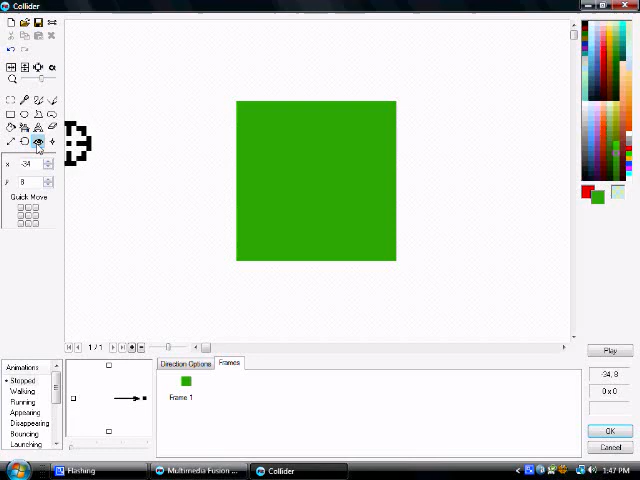 Collider
x -34
y 8
Quick Move
1 / 1
Animations
Stopped
Walking
Running
Appearing
Disappearing
Bouncing
Launching
Direction Options
Frames
Frame 1
Play
-34, 8
0 x 0
OK
Cancel
Flashing
Multimedia Fusion ...
Collider
1:47 PM